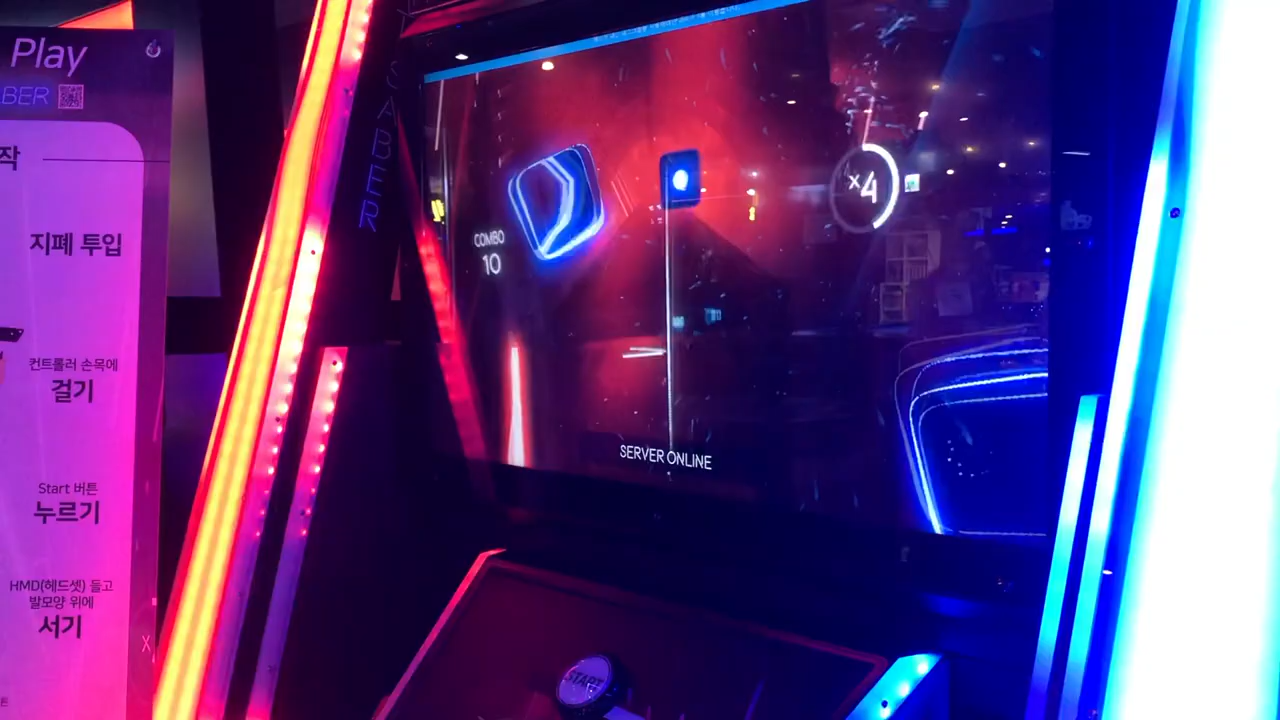 Play
BER
작
지폐 투입
컨트롤러 손목에
걸기
Start 버튼
누르기
HMD(헤드셋) 들고
발모양 위에
서기
SABER
COMBO
10
x4
SERVER ONLINE
START